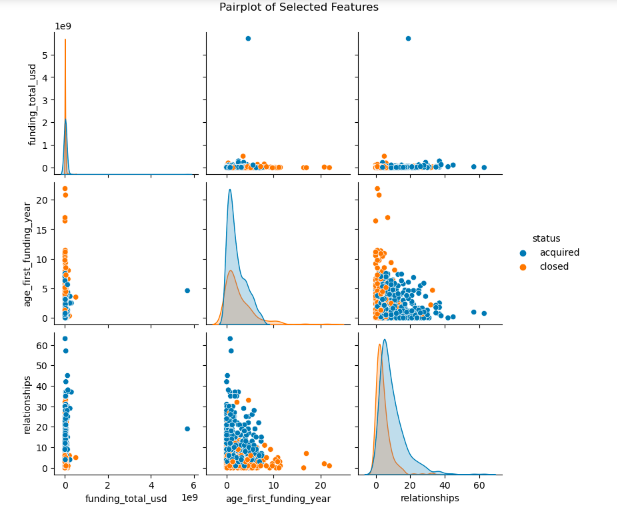 Pairplot of Selected Features
1e9
5
4
3
2
1
0
funding_total_usd
20
15
10
5
0
age_first_funding_year
status
acquired
closed
60
50
40
30
20
10
0
relationships
0 2 4 6
1e9
funding_total_usd
0 10 20
age_first_funding_year
0 20 40 60
relationships